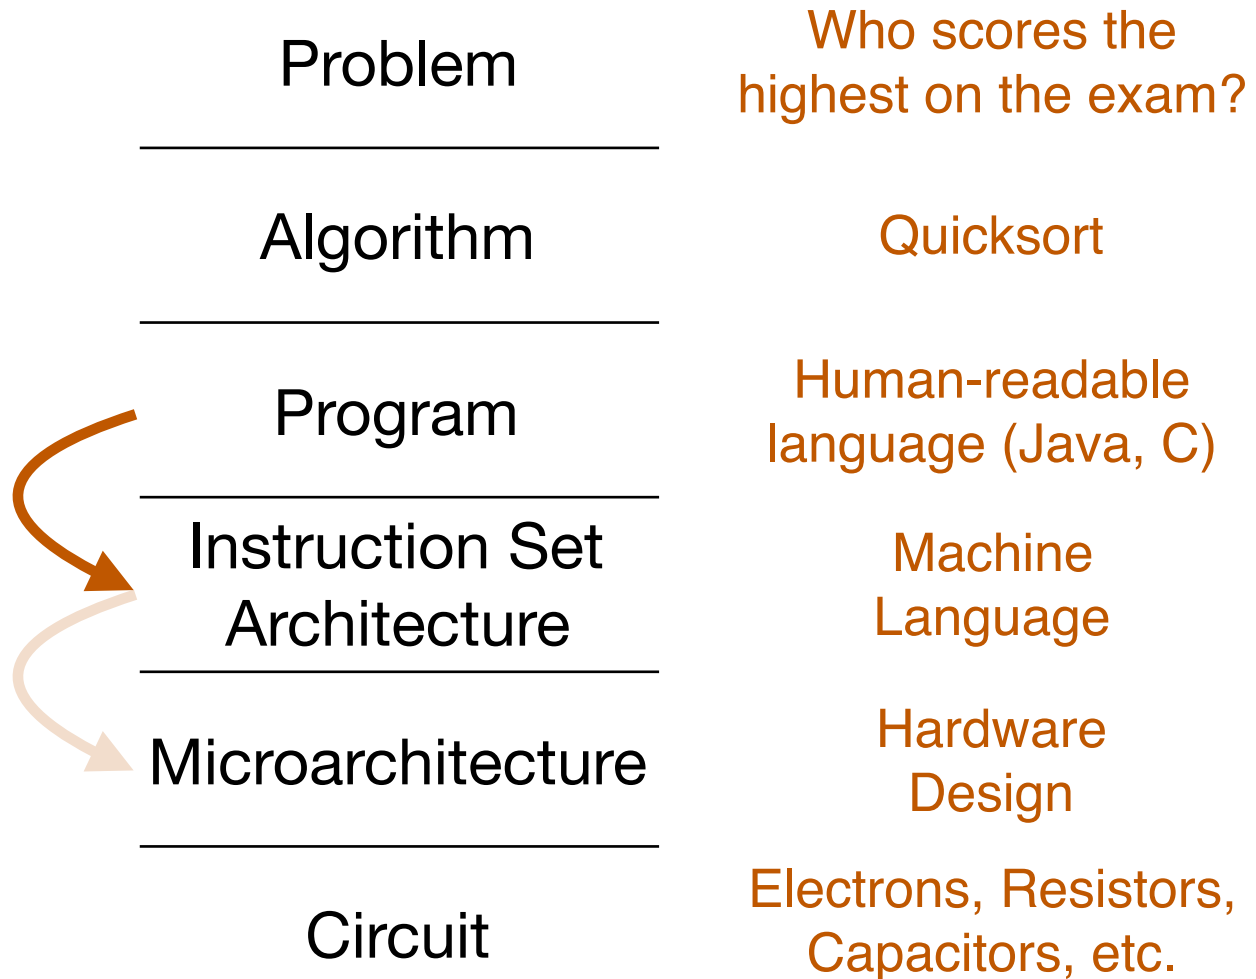 Problem
Who scores the
highest on the exam?
Algorithm
Quicksort
Program
Human-readable
language (Java, C)
Instruction Set
Architecture
Machine
Language
Microarchitecture
Hardware
Design
Circuit
Electrons, Resistors,
Capacitors, etc.